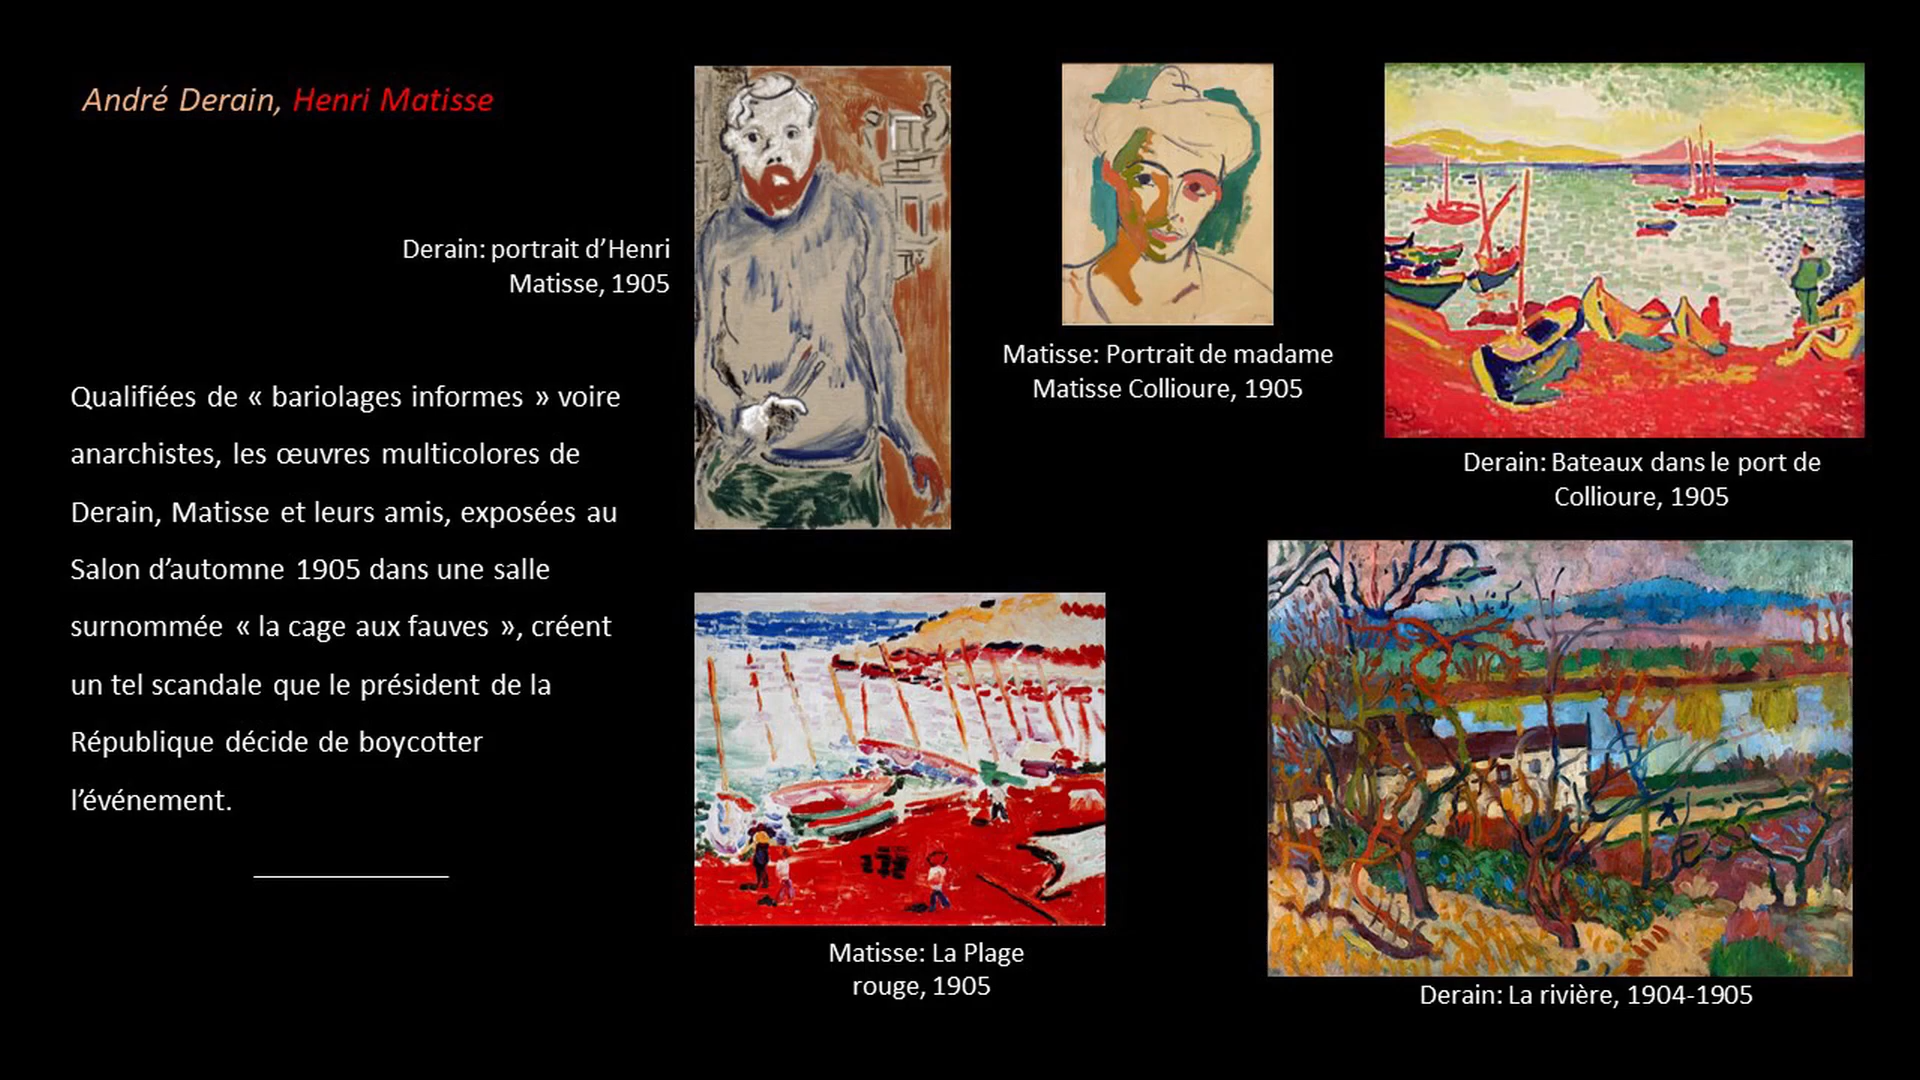 André Derain, Henri Matisse
Derain: portrait d’Henri
Matisse, 1905
Qualifiées de « bariolages informes » voire
anarchistes, les œuvres multicolores de
Derain, Matisse et leurs amis, exposées au
Salon d’automne 1905 dans une salle
surnommée « la cage aux fauves », créent
un tel scandale que le président de la
République décide de boycotter
l’événement.
Matisse: Portrait de madame
Matisse Collioure, 1905
Derain: Bateaux dans le port de
Collioure, 1905
Matisse: La Plage
rouge, 1905
Derain: La rivière, 1904-1905